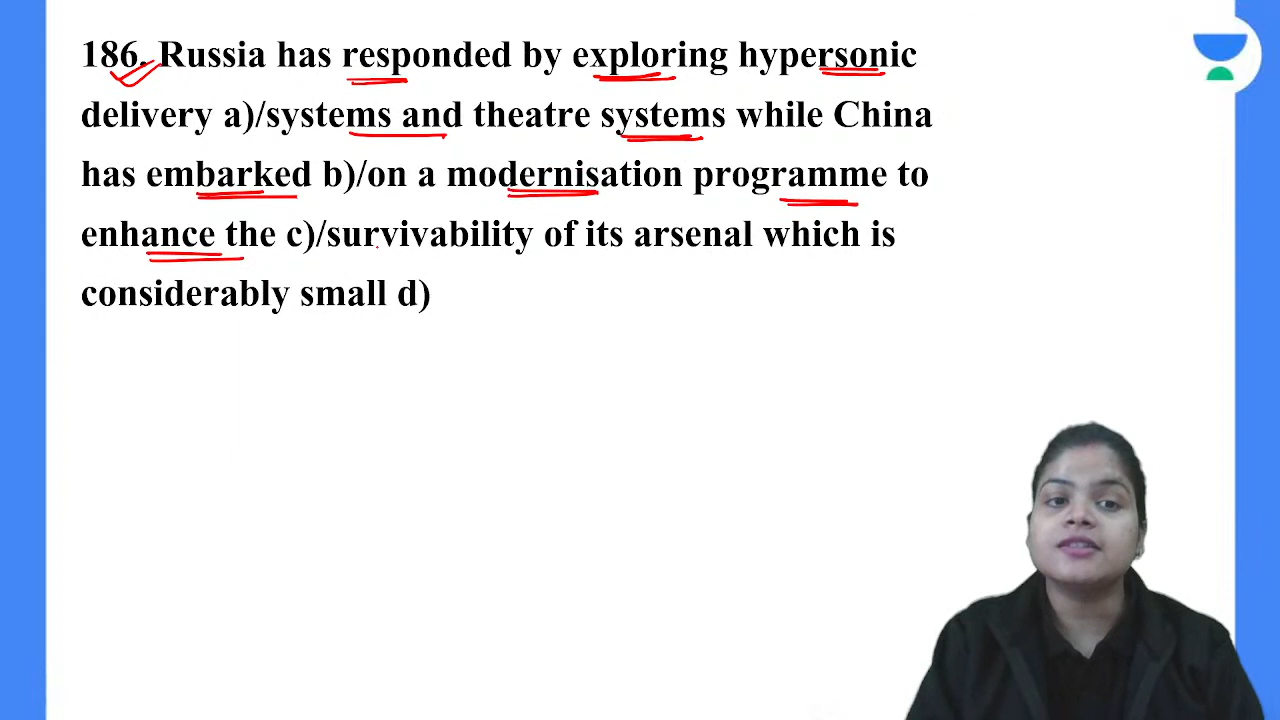 186. Russia has responded by exploring hypersonic
delivery a)/systems and theatre systems while China
has embarked b)/on a modernisation programme to
enhance the c)/survivability of its arsenal which is
considerably small d)